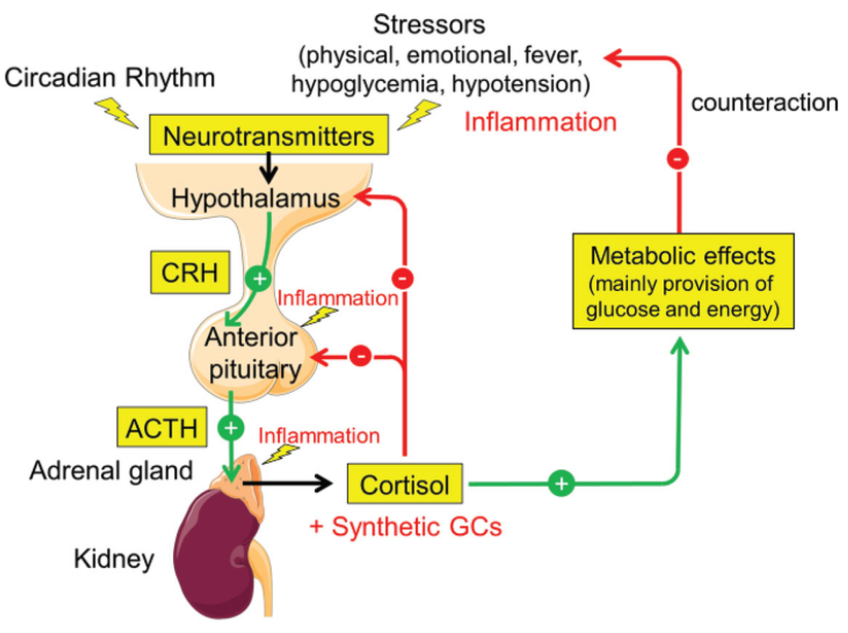 Stressors
(physical, emotional, fever,
hypoglycemia, hypotension)
Circadian Rhythm
Inflammation
counteraction
Neurotransmitters
-
Hypothalamus
Metabolic effects
(mainly provision of
glucose and energy)
CRH
+
-
Inflammation
Anterior
pituitary
-
ACTH
+
Inflammation
Adrenal gland
Cortisol
+
+ Synthetic GCs
Kidney